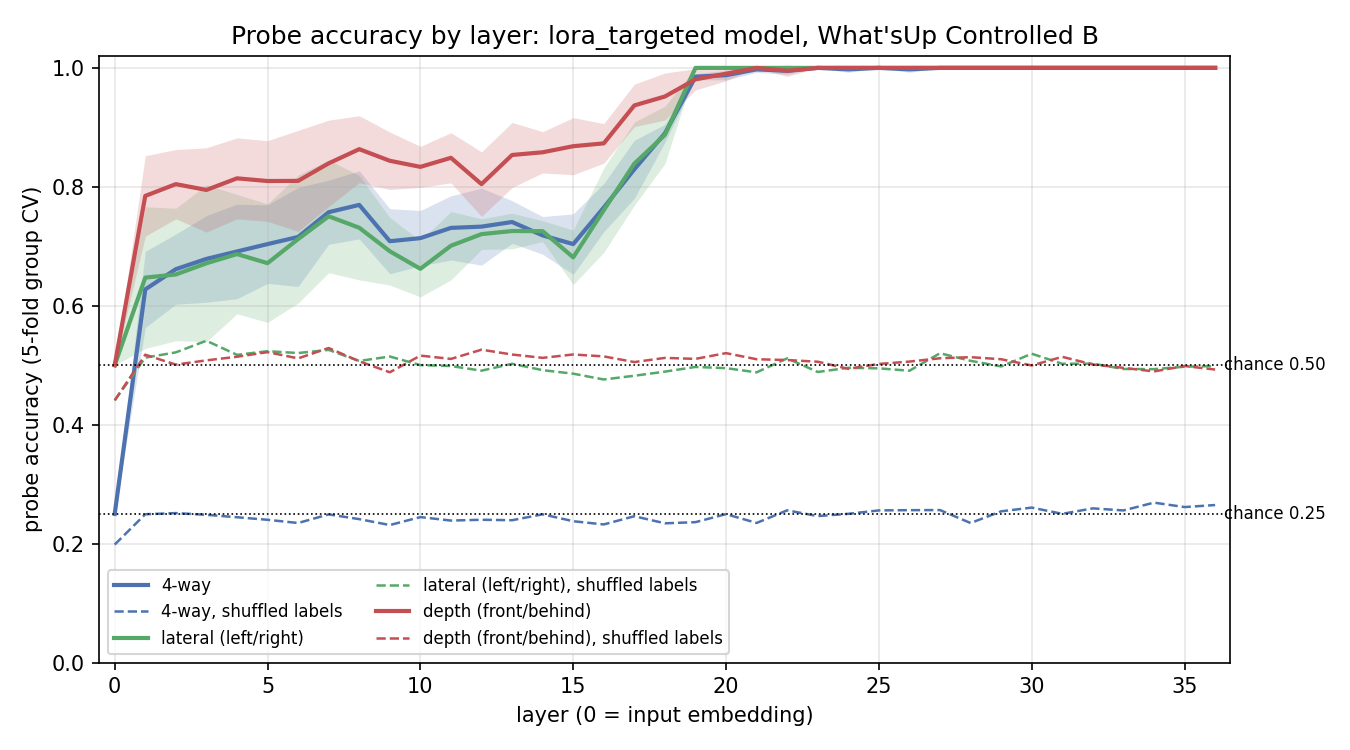 Probe accuracy by layer: lora_targeted model, What'sUp Controlled B
probe accuracy (5-fold group CV)
1.0
0.8
0.6
0.4
0.2
0.0
chance 0.50
chance 0.25
4-way
4-way, shuffled labels
lateral (left/right)
lateral (left/right), shuffled labels
depth (front/behind)
depth (front/behind), shuffled labels
0 5 10 15 20 25 30 35
layer (0 = input embedding)